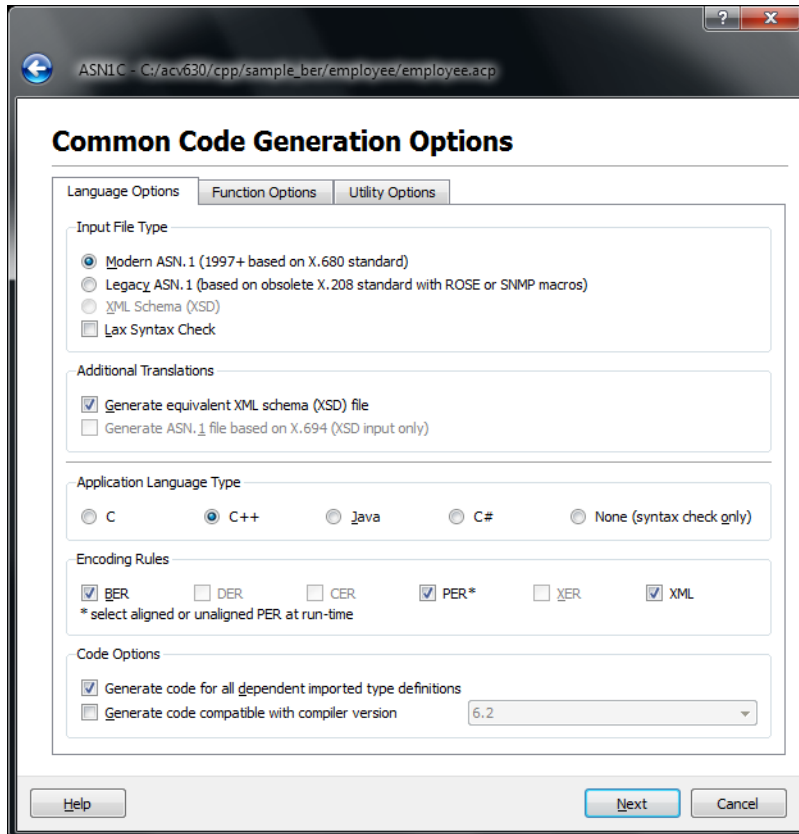 ?
ASN1C - C:/acv630/cpp/sample_ber/employee/employee.acp
Common Code Generation Options
Language Options Function Options Utility Options
Input File Type
Modern ASN.1 (1997+ based on X.680 standard)
Legacy ASN.1 (based on obsolete X.208 standard with ROSE or SNMP macros)
XML Schema (XSD)
Lax Syntax Check
Additional Translations
Generate equivalent XML schema (XSD) file
Generate ASN.1 file based on X.694 (XSD input only)
Application Language Type
C C++ Java C# None (syntax check only)
Encoding Rules
BER DER CER PER* XER XML
* select aligned or unaligned PER at run-time
Code Options
Generate code for all dependent imported type definitions
Generate code compatible with compiler version 6.2
Help Next Cancel